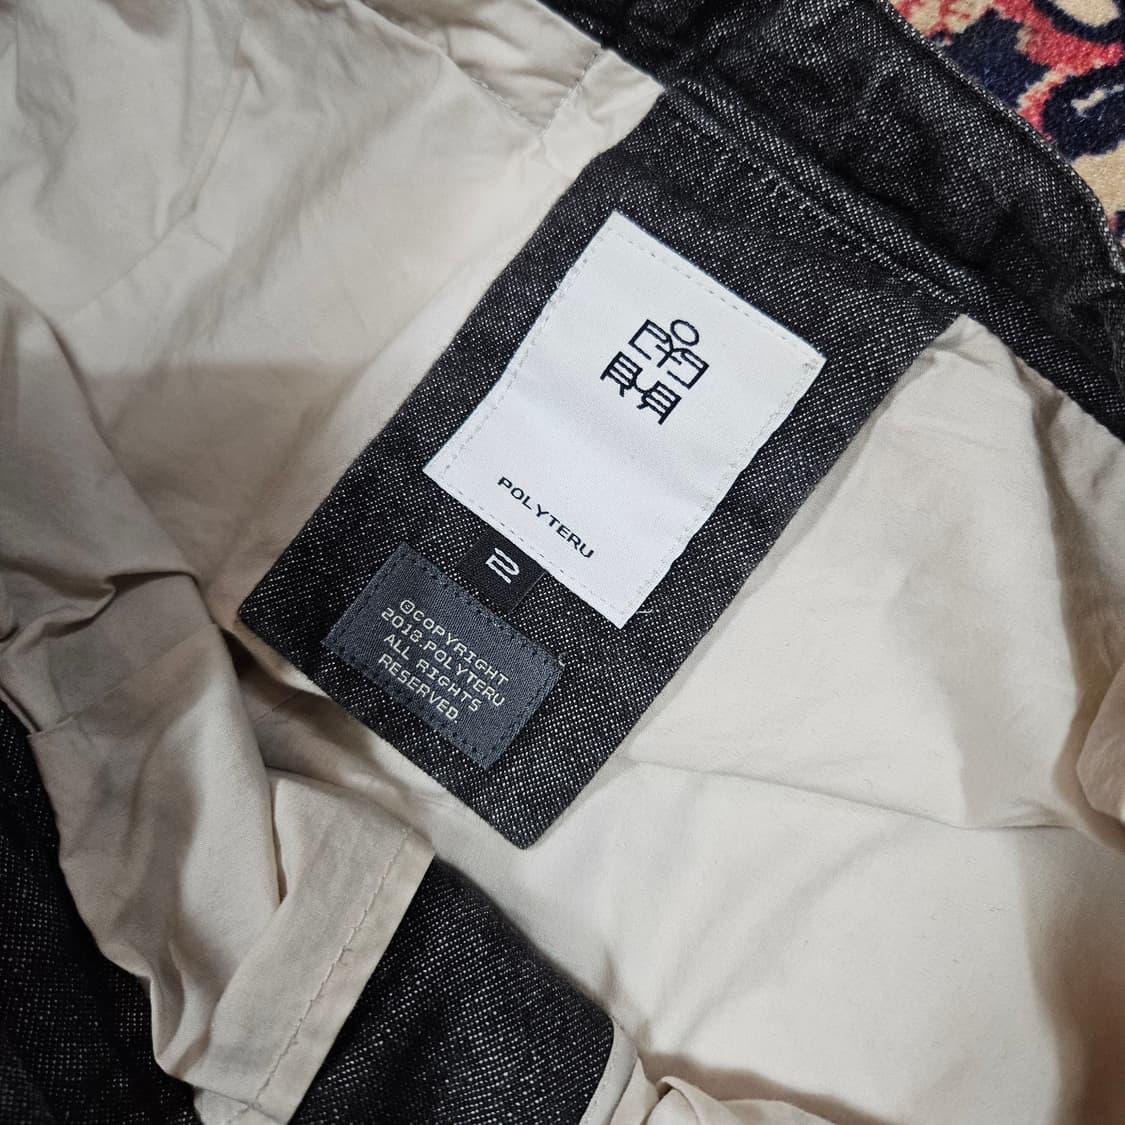 POLYTERU
2
©COPYRIGHT
2018.POLYTERU
ALL RIGHTS
RESERVED